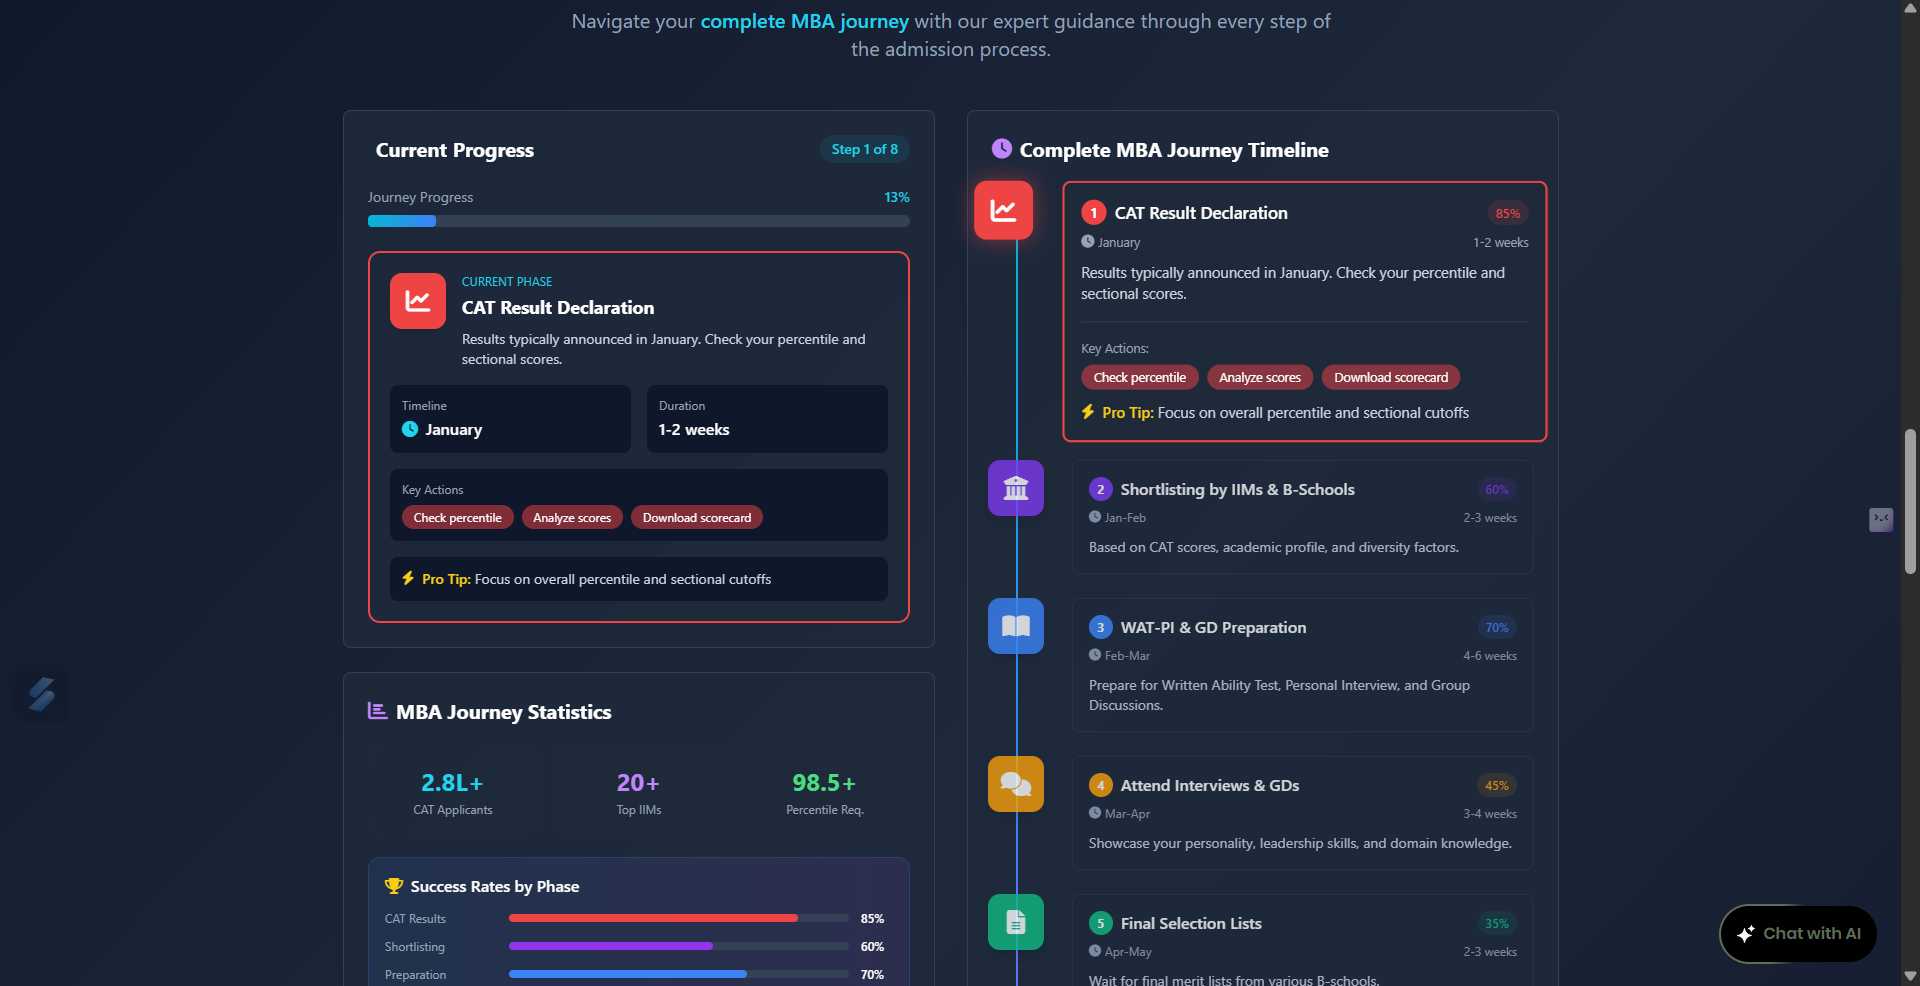 Navigate your complete MBA journey with our expert guidance through every step of
the admission process.
Current Progress
Step 1 of 8
Journey Progress
13%
CURRENT PHASE
CAT Result Declaration
Results typically announced in January. Check your percentile and
sectional scores.
Timeline
January
Duration
1-2 weeks
Key Actions
Check percentile
Analyze scores
Download scorecard
Pro Tip: Focus on overall percentile and sectional cutoffs
MBA Journey Statistics
2.8L+
CAT Applicants
20+
Top IIMs
98.5+
Percentile Req.
Success Rates by Phase
CAT Results
85%
Shortlisting
60%
Preparation
70%
Complete MBA Journey Timeline
1
CAT Result Declaration
85%
January
1-2 weeks
Results typically announced in January. Check your percentile and
sectional scores.
Key Actions:
Check percentile
Analyze scores
Download scorecard
Pro Tip: Focus on overall percentile and sectional cutoffs
2
Shortlisting by IIMs & B-Schools
60%
Jan-Feb
2-3 weeks
Based on CAT scores, academic profile, and diversity factors.
3
WAT-PI & GD Preparation
70%
Feb-Mar
4-6 weeks
Prepare for Written Ability Test, Personal Interview, and Group
Discussions.
4
Attend Interviews & GDs
45%
Mar-Apr
3-4 weeks
Showcase your personality, leadership skills, and domain knowledge.
5
Final Selection Lists
35%
Apr-May
2-3 weeks
Wait for final merit lists from various B-schools.
Chat with AI